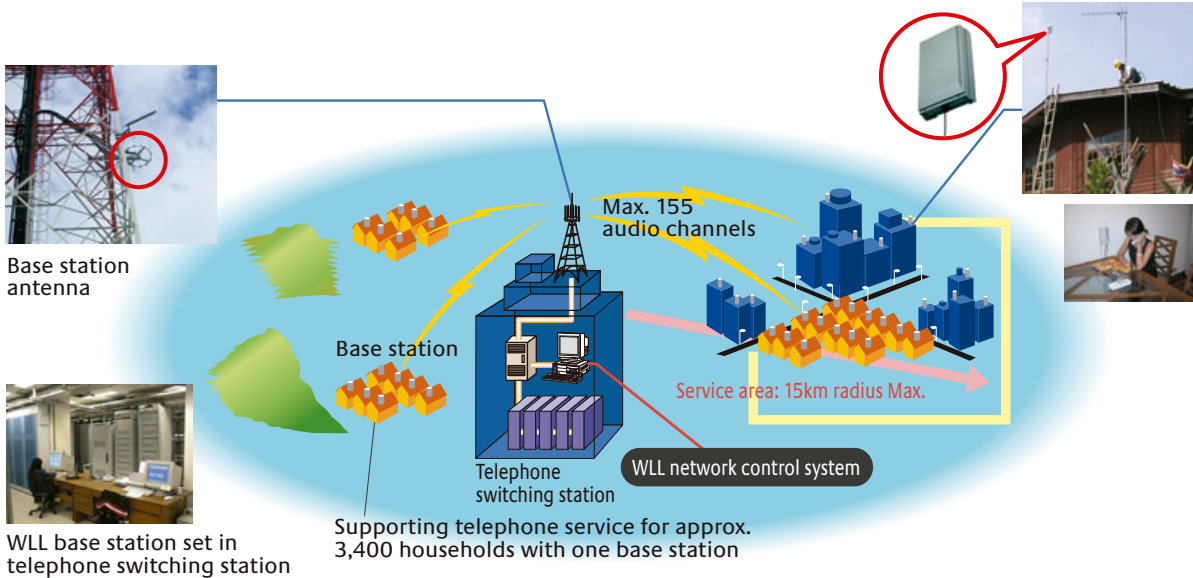 Max. 155
audio channels
Base station
antenna
Base station
Service area: 15km radius Max.
WLL network control system
Telephone
switching station
Supporting telephone service for approx.
3,400 households with one base station
WLL base station set in
telephone switching station